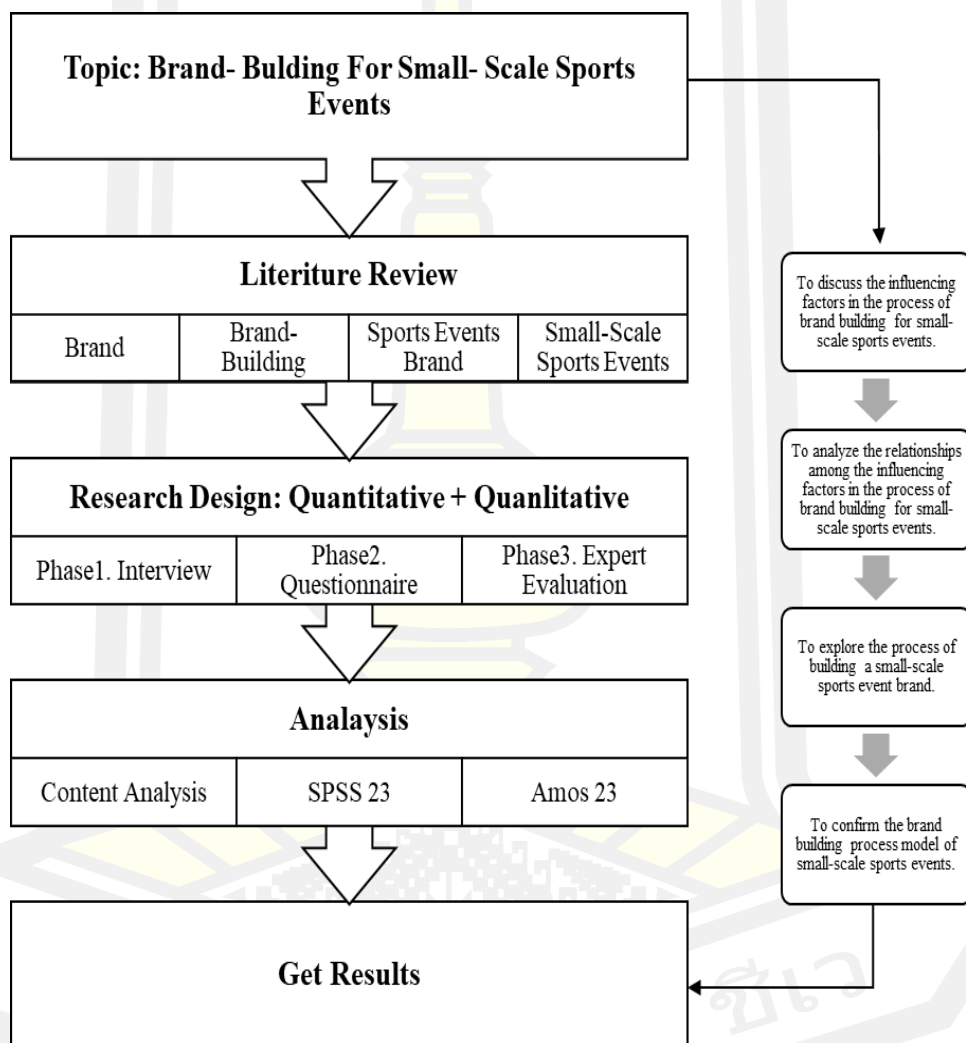 Topic: Brand- Bulding For Small- Scale Sports
Events
Literiture Review
Brand
Brand-
Building
Sports Events
Brand
Small-Scale
Sports Events
Research Design: Quantitative + Quanlitative
Phase1. Interview
Phase2.
Questionnaire
Phase3. Expert
Evaluation
Analaysis
Content Analysis
SPSS 23
Amos 23
Get Results
To discuss the influencing
factors in the process of
brand building for small-
scale sports events.
To analyze the relationships
among the influencing
factors in the process of
brand building for small-
scale sports events.
To explore the process of
building a small-scale
sports event brand.
To confirm the brand
building process model of
small-scale sports events.
ชีเว